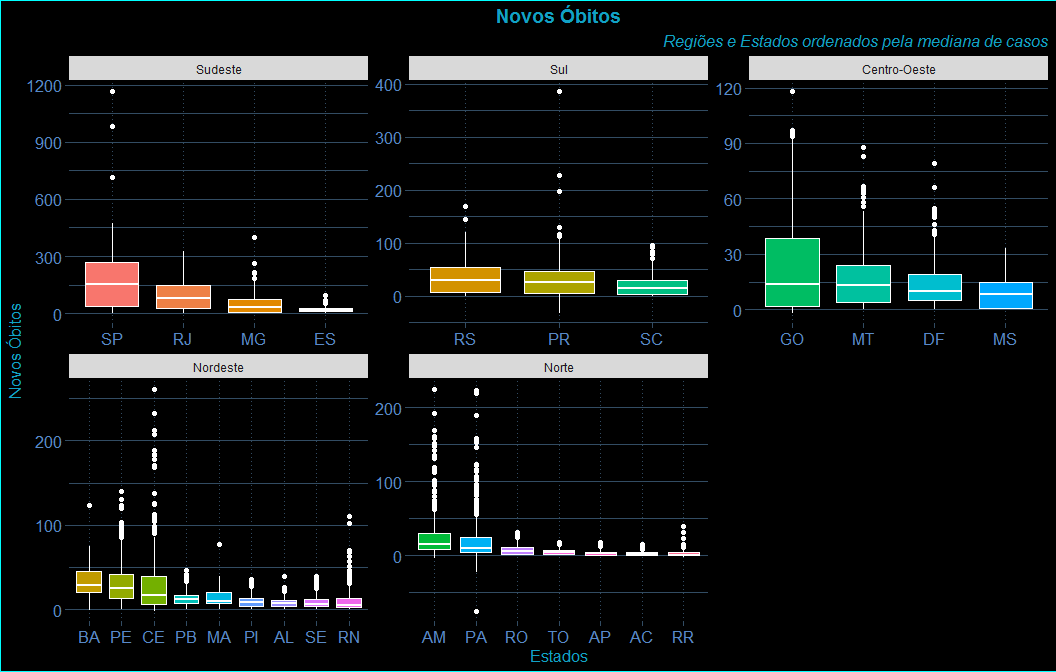 Novos Óbitos
Regiões e Estados ordenados pela mediana de casos
Novos Óbitos
Sudeste
1200
900
600
300
0
SP RJ MG ES
Sul
400
300
200
100
0
RS PR SC
Centro-Oeste
120
90
60
30
0
GO MT DF MS
Nordeste
200
100
0
BA PE CE PB MA PI AL SE RN
Norte
200
100
0
AM PA RO TO AP AC RR
Estados